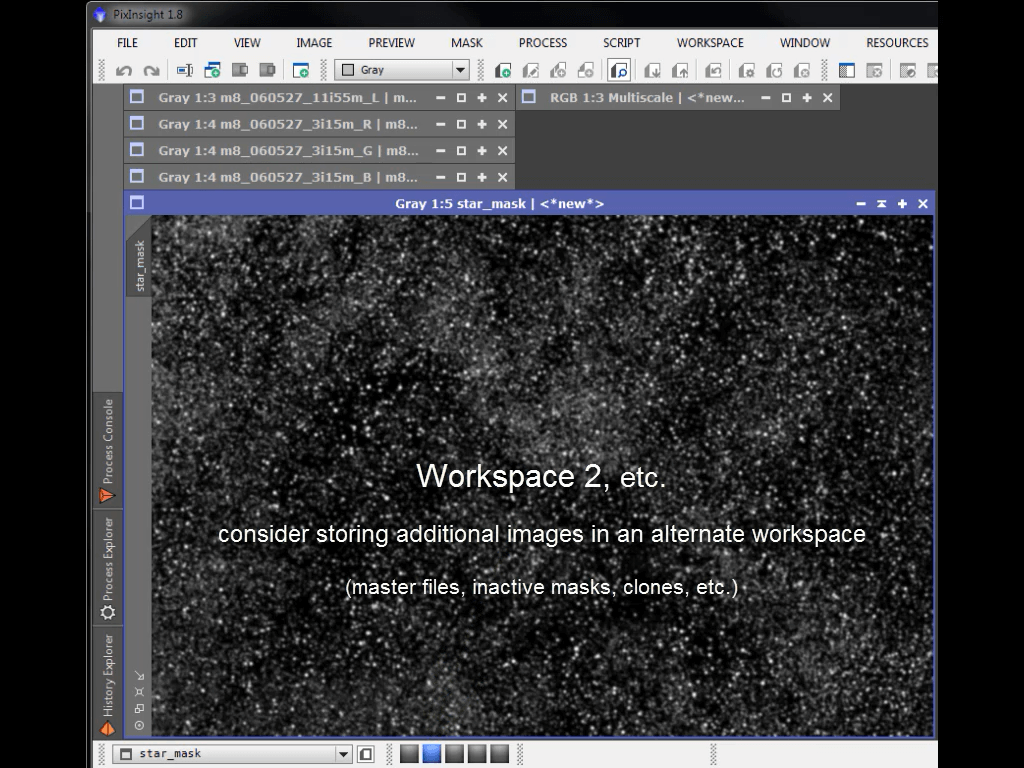 PixInsight 1.8
FILE EDIT VIEW IMAGE PREVIEW MASK PROCESS SCRIPT WORKSPACE WINDOW RESOURCES
Gray
Gray 1:3 m8_060527_11i55m_L | m...
RGB 1:3 Multiscale | <*new...
Gray 1:4 m8_060527_3i15m_R | m8...
Gray 1:4 m8_060527_3i15m_G | m8...
Gray 1:4 m8_060527_3i15m_B | m8...
Gray 1:5 star_mask | <*new*>
star_mask
Process Console
Process Explorer
History Explorer
Workspace 2, etc.
consider storing additional images in an alternate workspace
(master files, inactive masks, clones, etc.)
star_mask